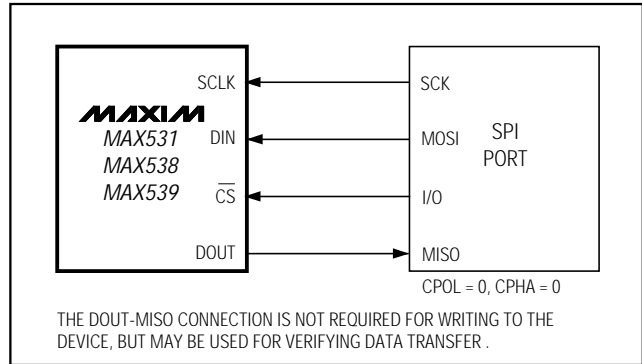 SCLK SCK
MAXIM
MAX531 DIN MOSI SPI
MAX538 PORT
MAX539 CS I/O
DOUT MISO
CPOL = 0, CPHA = 0
THE DOUT-MISO CONNECTION IS NOT REQUIRED FOR WRITING TO THE
DEVICE, BUT MAY BE USED FOR VERIFYING DATA TRANSFER .